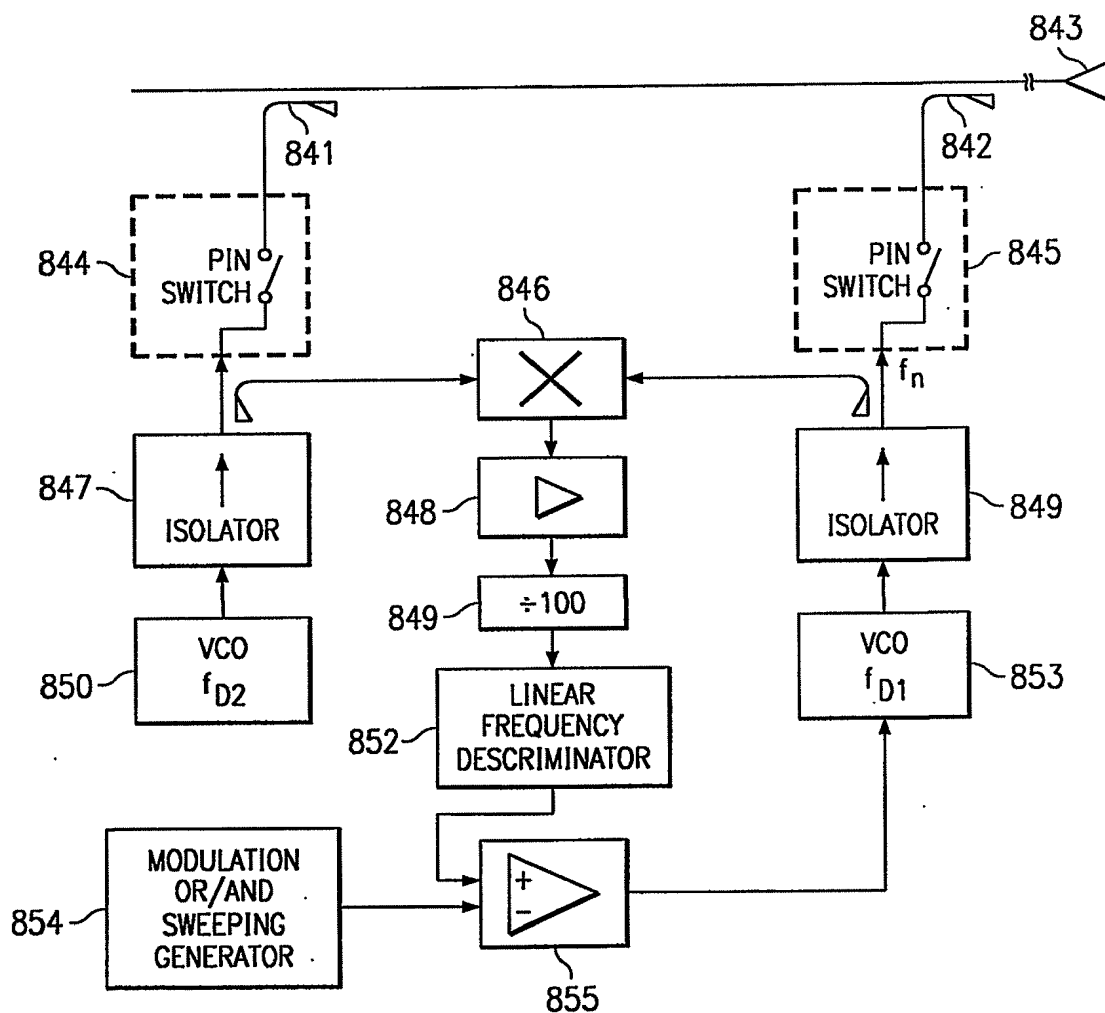 843
841
842
844
PIN
SWITCH
PIN
SWITCH
845
846
fn
847
ISOLATOR
848
ISOLATOR
849
849
÷100
850
VCO
fD2
VCO
fD1
853
852
LINEAR
FREQUENCY
DESCRIMINATOR
854
MODULATION
OR/AND
SWEEPING
GENERATOR
+
−
855